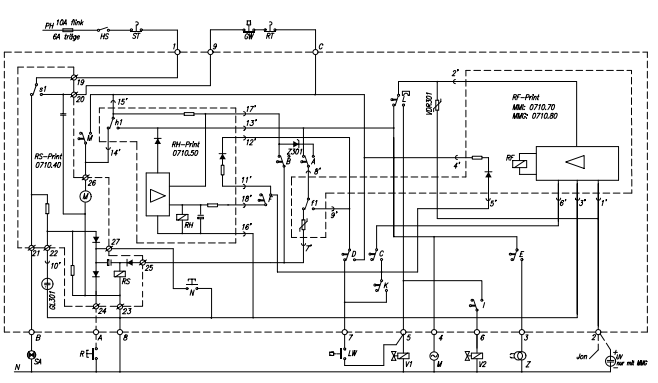 PH 10A flink
6A träge
HS
ST
GW
RT
1
9
C
19
20
s1
15'
h1
17'
13'
12'
RS-Print
0710.40
M
14'
RH-Print
0710.50
Z301
B
A
8'
L
VDR301
2'
RF-Print
MMI: 0710.70
MMG: 0710.80
RF
4'
5'
6'
3'
1'
26
M
11'
18'
16'
RH
f1
9'
7'
21
22
10'
27
25
GL301
RS
24
23
N
D
C
K
E
I
B
A
8
7
5
4
6
3
2
SA
R
LW
V1
M
V2
Z
Jon
UV
nur mit MMG
N